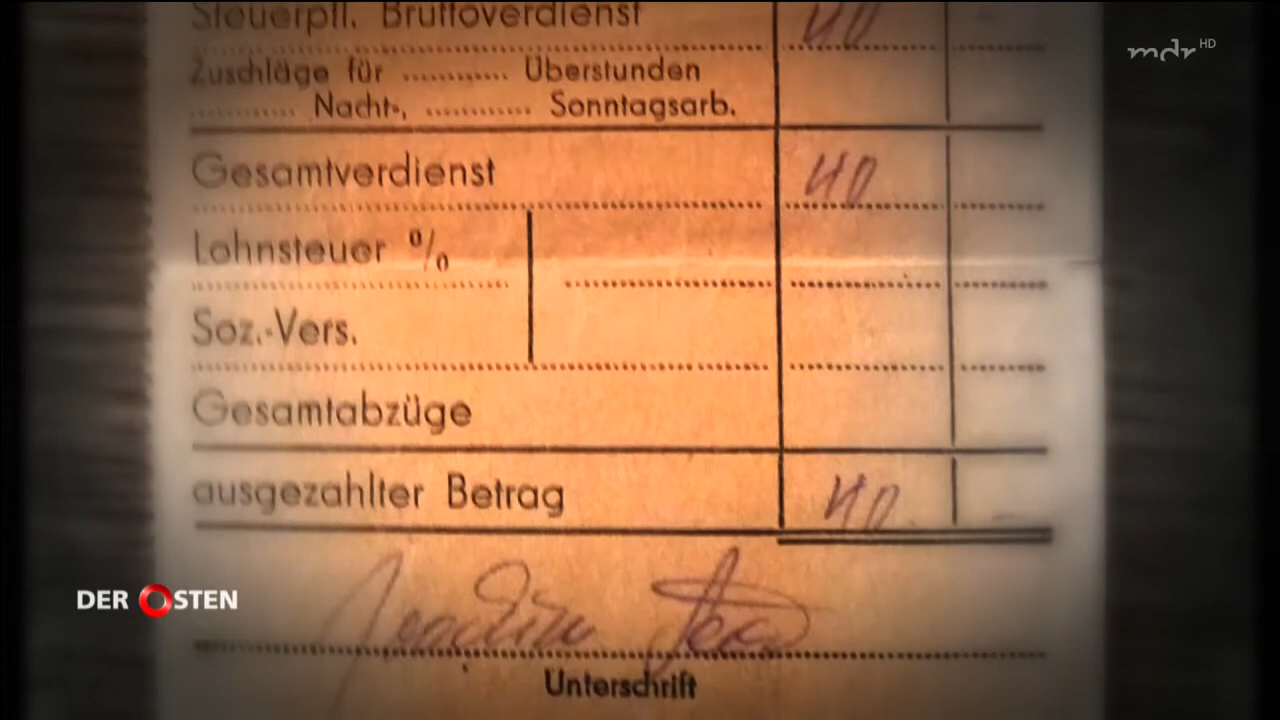 Steuerpfl. Bruttoverdienst 40 -
mdr HD
Zuschläge für ............ Überstunden
............ Nacht-, ............ Sonntagsarb.
Gesamtverdienst 40
Lohnsteuer %
Soz.-Vers.
Gesamtabzüge
ausgezahlter Betrag 40 -
DER OSTEN
Joachim
Unterschrift